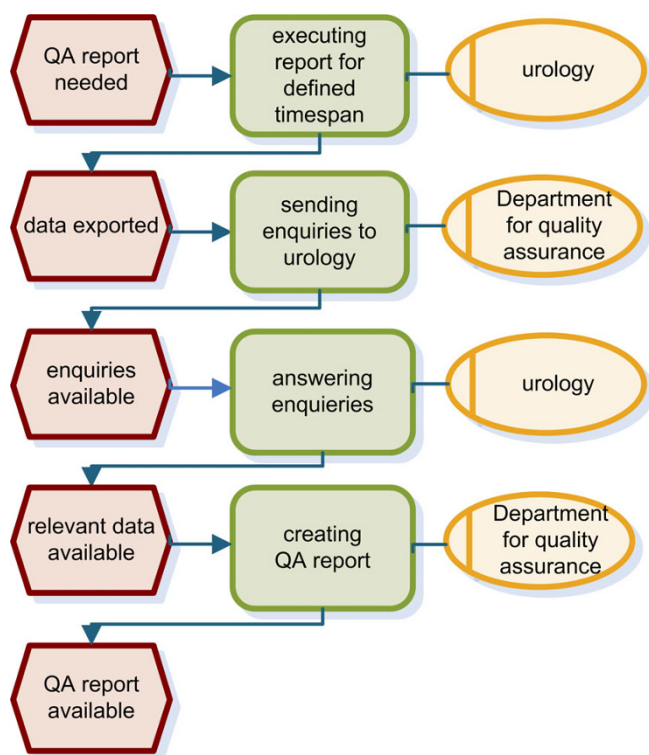 QA report
needed
executing
report for
defined
timespan
urology
data exported
sending
enquiries to
urology
Department
for quality
assurance
enquiries
available
answering
enquieries
urology
relevant data
available
creating
QA report
Department
for quality
assurance
QA report
available